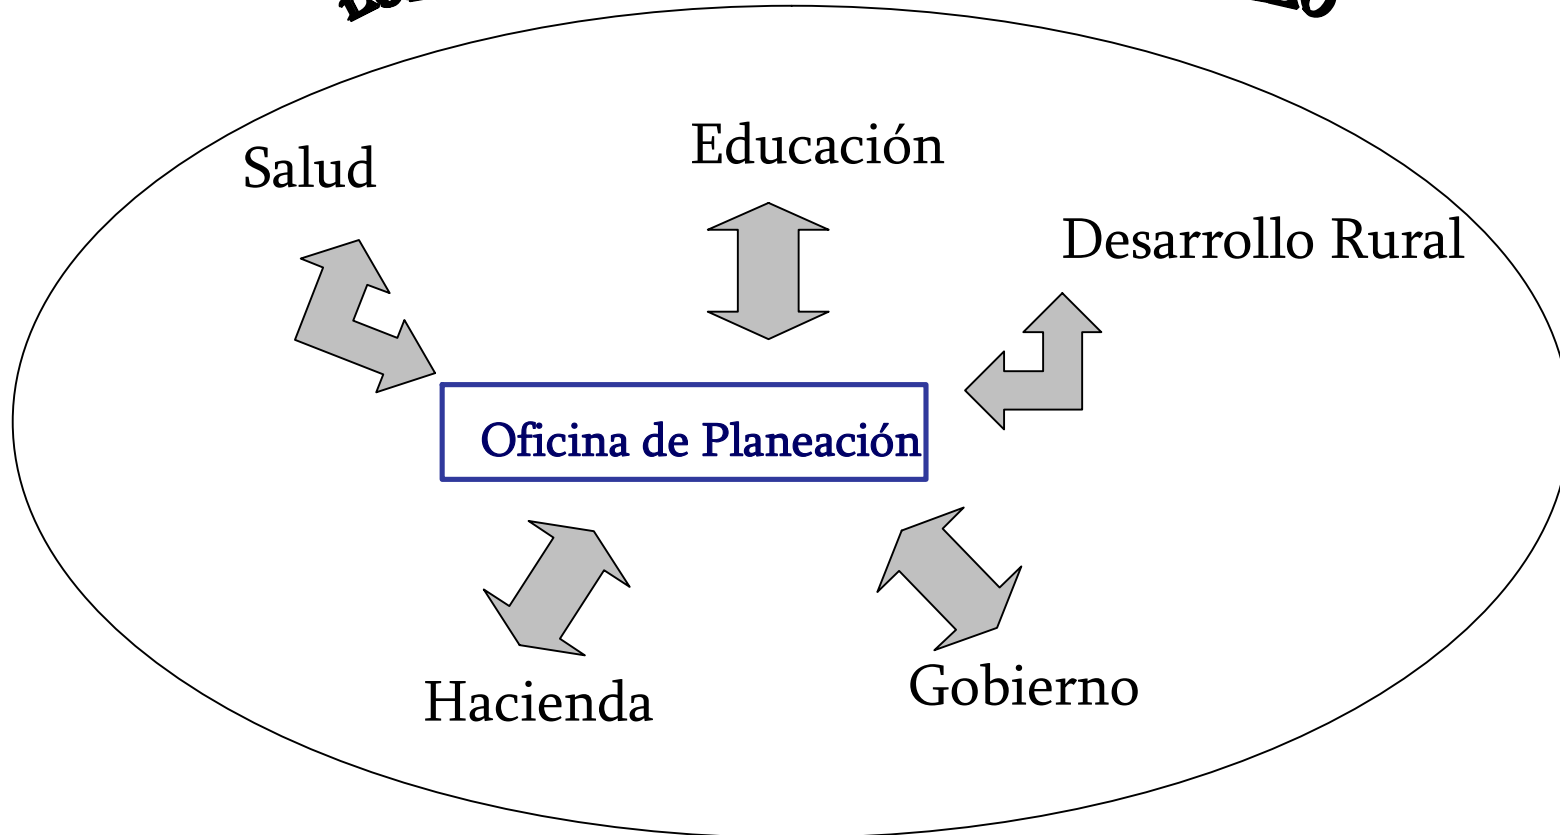 Educación
Salud
Desarrollo Rural
Oficina de Planeación
Gobierno
Hacienda